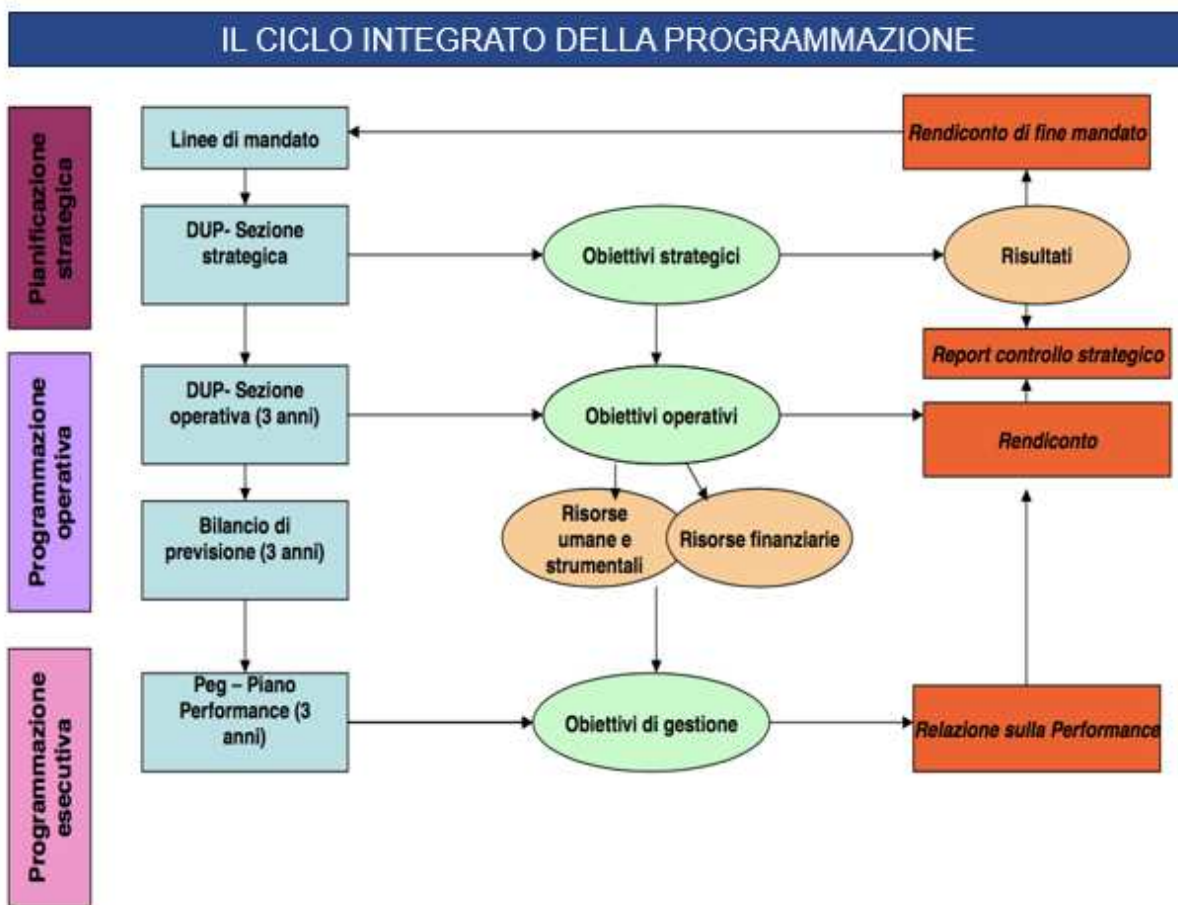 IL CICLO INTEGRATO DELLA PROGRAMMAZIONE
Pianificazione
strategica
Linee di mandato
Rendiconto di fine mandato
DUP- Sezione
strategica
Obiettivi strategici
Risultati
Report controllo strategico
Programmazione
operativa
DUP- Sezione
operativa (3 anni)
Obiettivi operativi
Rendiconto
Bilancio di
previsione (3 anni)
Risorse
umane e
strumentali
Risorse finanziarie
Programmazione
esecutiva
Peg – Piano
Performance (3
anni)
Obiettivi di gestione
Relazione sulla Performance